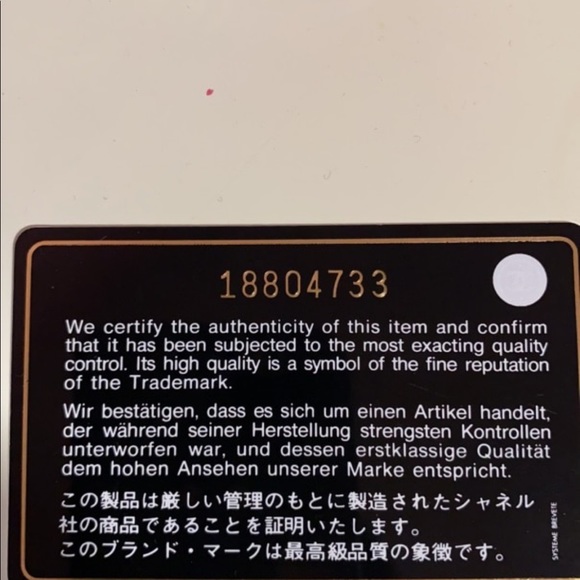 18804733
We certify the authenticity of this item and confirm
that it has been subjected to the most exacting quality
control. Its high quality is a symbol of the fine reputation
of the Trademark.
Wir bestätigen, dass es sich um einen Artikel handelt,
der während seiner Herstellung strengsten Kontrollen
unterworfen war, und dessen erstklassige Qualität
dem hohen Ansehen unserer Marke entspricht.
この製品は厳しい管理のもとに製造されたシャネル
社の商品であることを証明いたします。
このブランド・マークは最高級品質の象徴です。
SYSTEME BREVETE